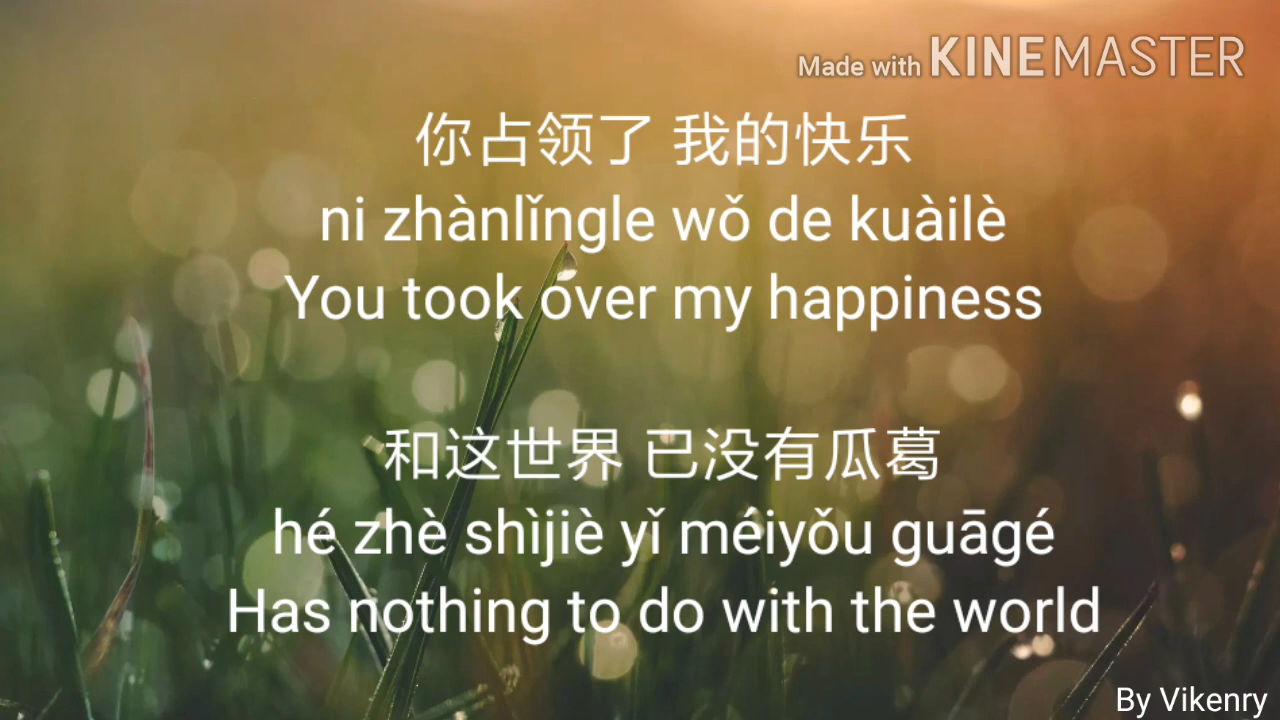 Made with KINEMASTER
你占领了 我的快乐
ni zhànlǐngle wǒ de kuàilè
You took over my happiness
和这世界 已没有瓜葛
hé zhè shìjiè yǐ méiyǒu guāgé
Has nothing to do with the world
By Vikenry